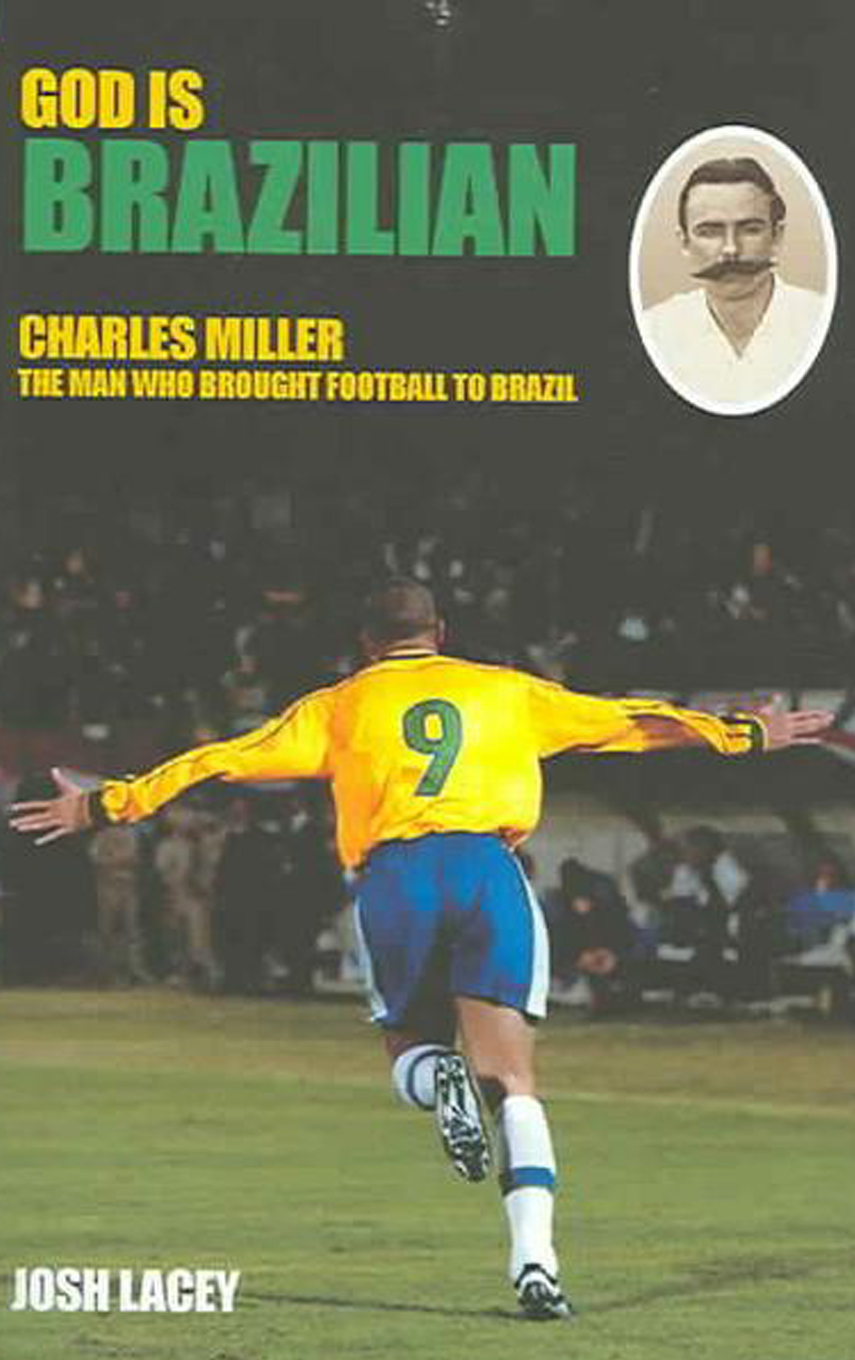 GOD IS
BRAZILIAN
CHARLES MILLER
THE MAN WHO BROUGHT FOOTBALL TO BRAZIL
9
JOSH LACEY